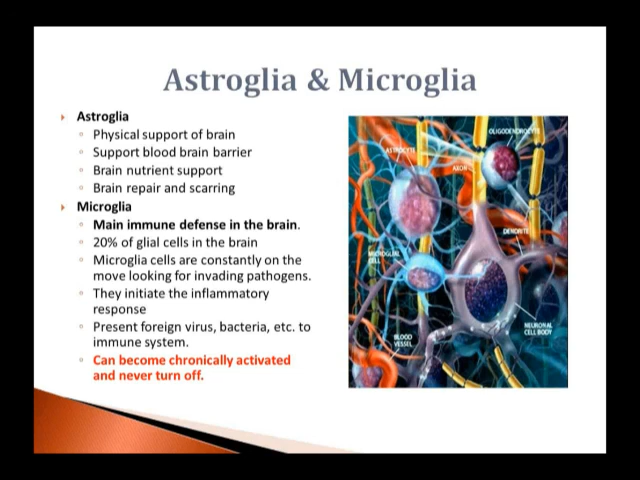 Astroglia & Microglia
Astroglia
Physical support of brain
Support blood brain barrier
Brain nutrient support
Brain repair and scarring
Microglia
Main immune defense in the brain.
20% of glial cells in the brain
Microglia cells are constantly on the
move looking for invading pathogens.
They initiate the inflammatory
response
Present foreign virus, bacteria, etc. to
immune system.
Can become chronically activated
and never turn off.
OLIGODENDROCYTE
ASTROCYTE
AXON
DENDRITE
MICROGLIAL
CELL
NEURONAL
CELL BODY
BLOOD
VESSEL